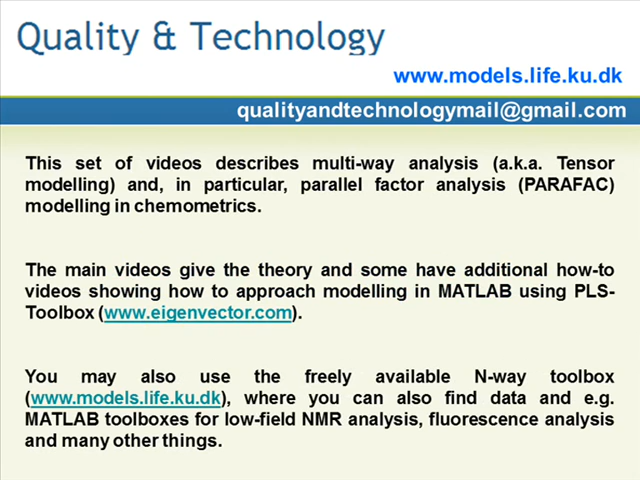 Quality & Technology
www.models.life.ku.dk
qualityandtechnologymail@gmail.com
This set of videos describes multi-way analysis (a.k.a. Tensor
modelling) and, in particular, parallel factor analysis (PARAFAC)
modelling in chemometrics.
The main videos give the theory and some have additional how-to
videos showing how to approach modelling in MATLAB using PLS-
Toolbox (www.eigenvector.com).
You may also use the freely available N-way toolbox
(www.models.life.ku.dk), where you can also find data and e.g.
MATLAB toolboxes for low-field NMR analysis, fluorescence analysis
and many other things.